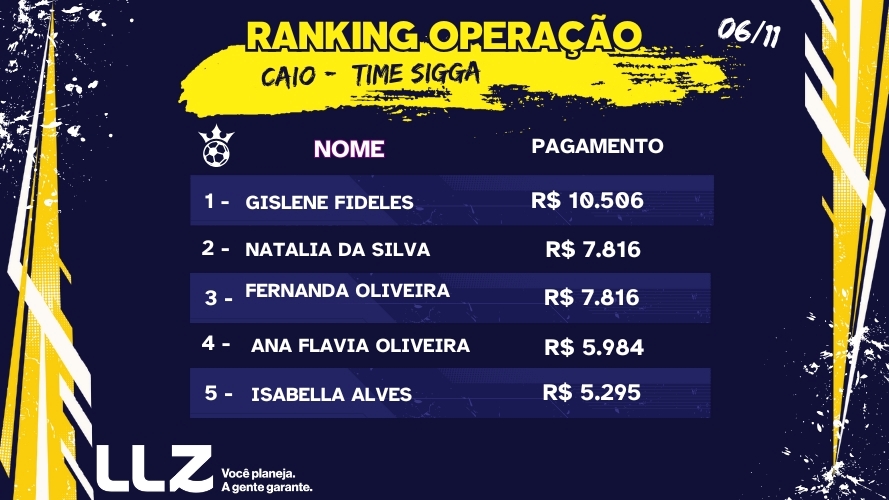 RANKING OPERAÇÃO
06/11
CAIO - TIME SIGGA
NOME PAGAMENTO
1 - GISLENE FIDELES R$ 10.506
2 - NATALIA DA SILVA R$ 7.816
3 - FERNANDA OLIVEIRA R$ 7.816
4 - ANA FLAVIA OLIVEIRA R$ 5.984
5 - ISABELLA ALVES R$ 5.295
LLZ
Você planeja.
A gente garante.